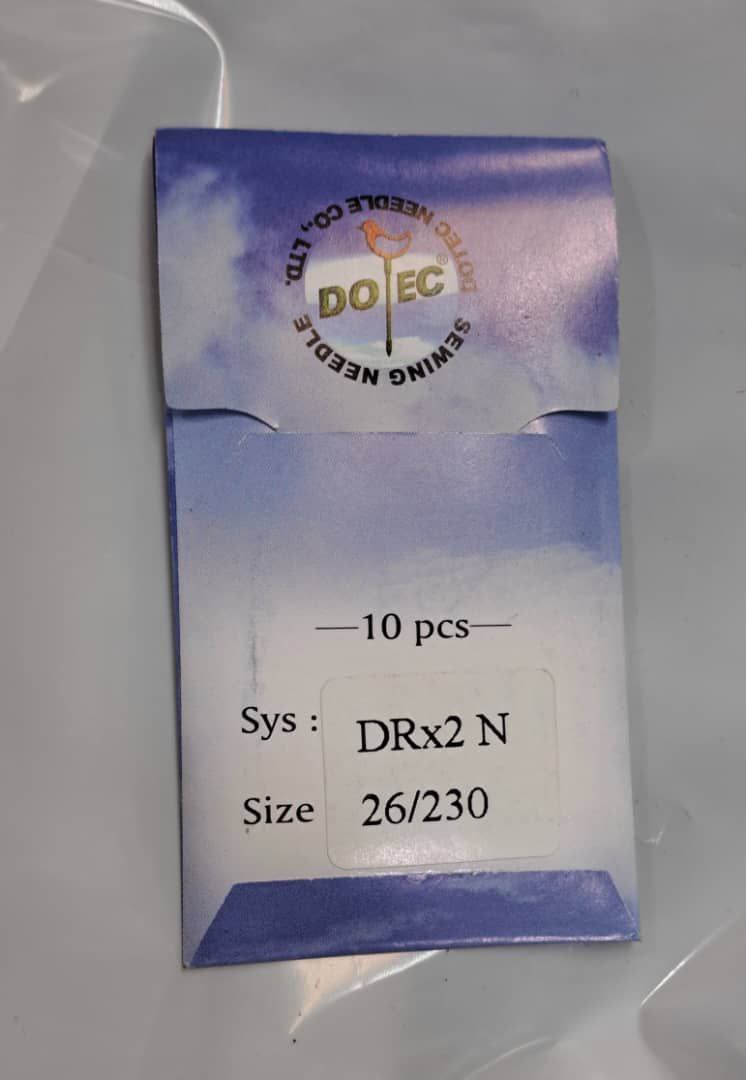 DOTEC NEEDLE CO., LTD.
DOTEC®
SEWING NEEDLE
—10 pcs—
Sys : DRx2 N
Size 26/230